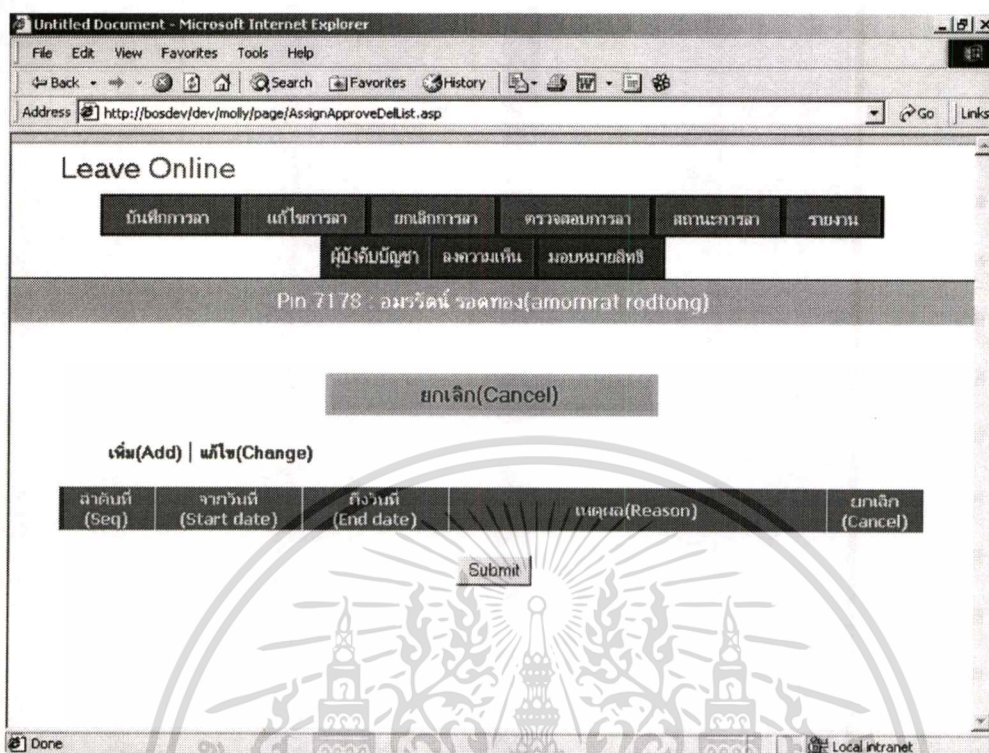 Untitled Document - Microsoft Internet Explorer
File Edit View Favorites Tools Help
Back Search Favorites History
Address http://bosdev/dev/molly/page/AssignApproveDelList.asp Go Links
Leave Online
บันทึกการลา แก้ไขการลา ยกเลิกการลา ตรวจสอบการลา สถานะการลา รายงาน
ผู้บังคับบัญชา ลงความเห็น มอบหมายสิทธิ
Pin 7178 : อมรรัตน์ รอดทอง(amornrat rodtong)
ยกเลิก(Cancel)
เพิ่ม(Add) | แก้ไข(Change)
ลำดับที่ จากวันที่ ถึงวันที่ เหตุผล(Reason) ยกเลิก
(Seq) (Start date) (End date) (Cancel)
Submit
Done Local intranet